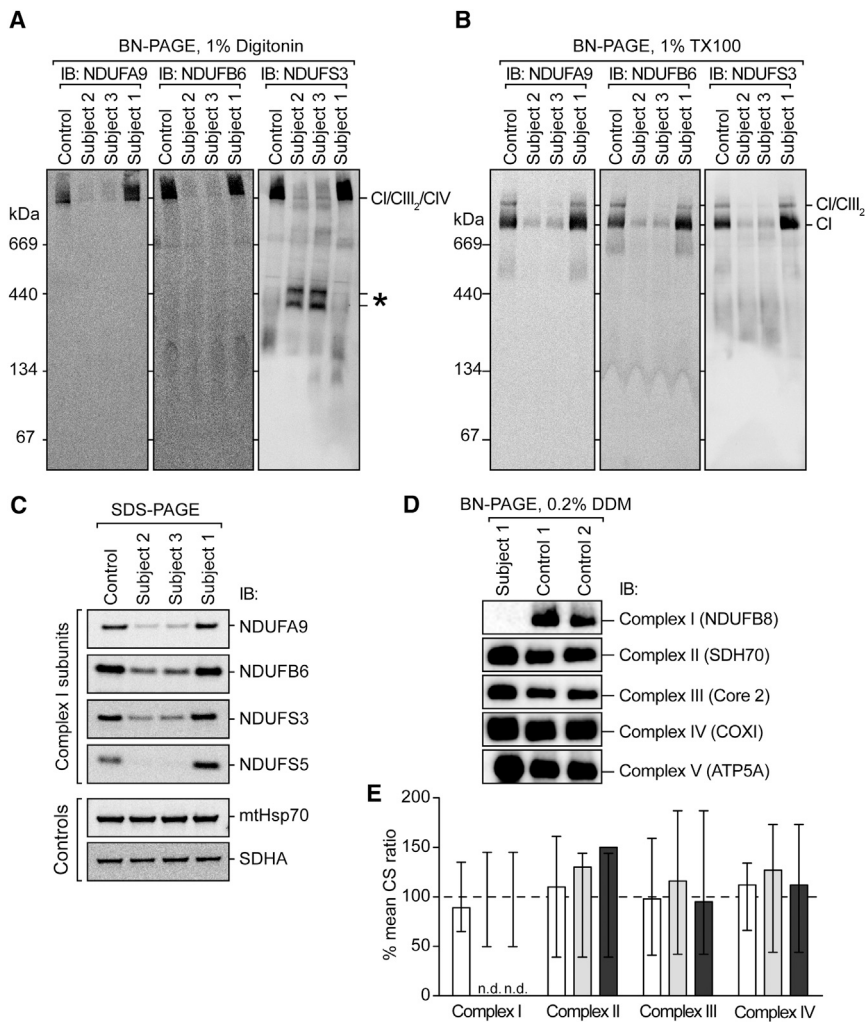 A
BN-PAGE, 1% Digitonin
IB: NDUFA9 IB: NDUFB6 IB: NDUFS3
Control Subject 2 Subject 3 Subject 1 Control Subject 2 Subject 3 Subject 1 Control Subject 2 Subject 3 Subject 1
CI/CIII2/CIV
kDa
669
440
*
134
67
B
BN-PAGE, 1% TX100
IB: NDUFA9 IB: NDUFB6 IB: NDUFS3
Control Subject 2 Subject 3 Subject 1 Control Subject 2 Subject 3 Subject 1 Control Subject 2 Subject 3 Subject 1
CI/CIII2
kDa
CI
669
440
134
67
C
SDS-PAGE
Control Subject 2 Subject 3 Subject 1
IB:
Complex I subunits
NDUFA9
NDUFB6
NDUFS3
NDUFS5
Controls
mtHsp70
SDHA
D
BN-PAGE, 0.2% DDM
Subject 1 Control 1 Control 2
IB:
Complex I (NDUFB8)
Complex II (SDH70)
Complex III (Core 2)
Complex IV (COXI)
Complex V (ATP5A)
E
% mean CS ratio
200
150
100
50
0
n.d. n.d.
Complex I Complex II Complex III Complex IV